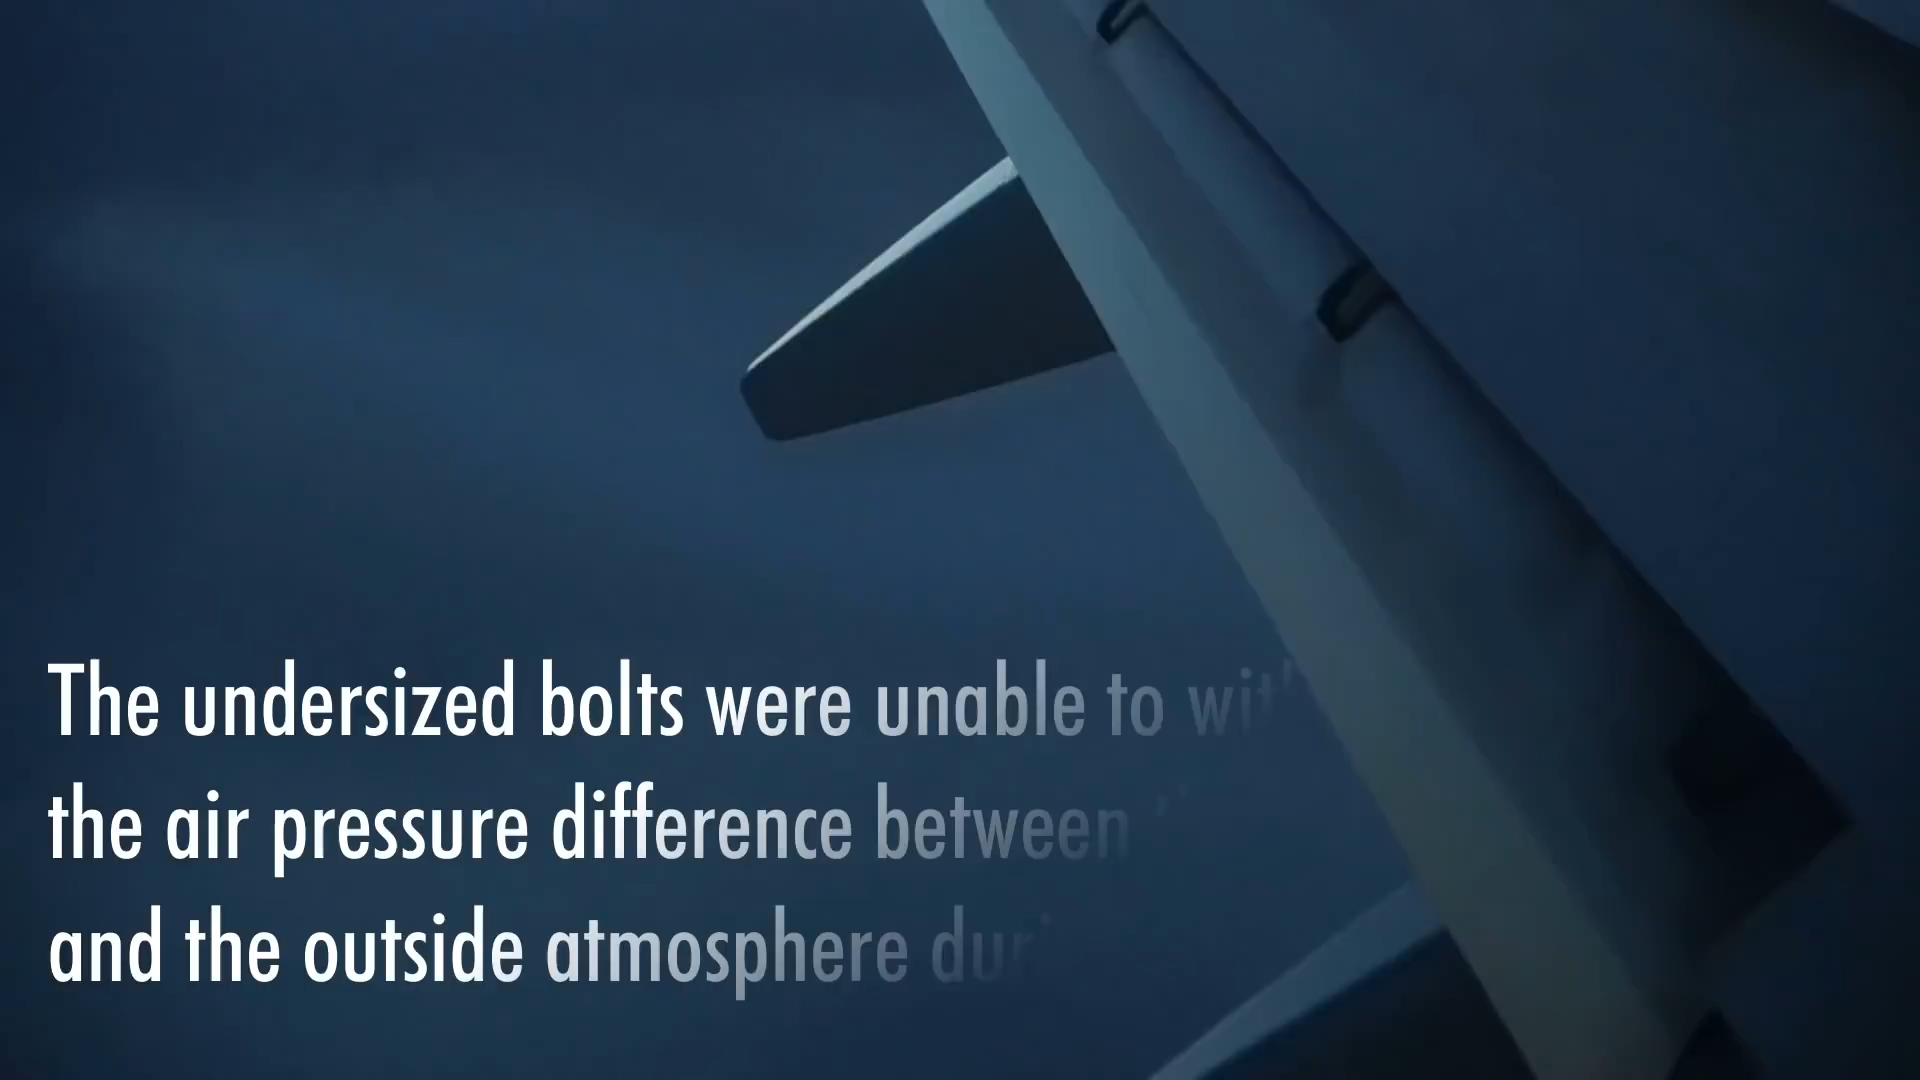 The undersized bolts were unable to
the air pressure difference between
and the outside atmosphere